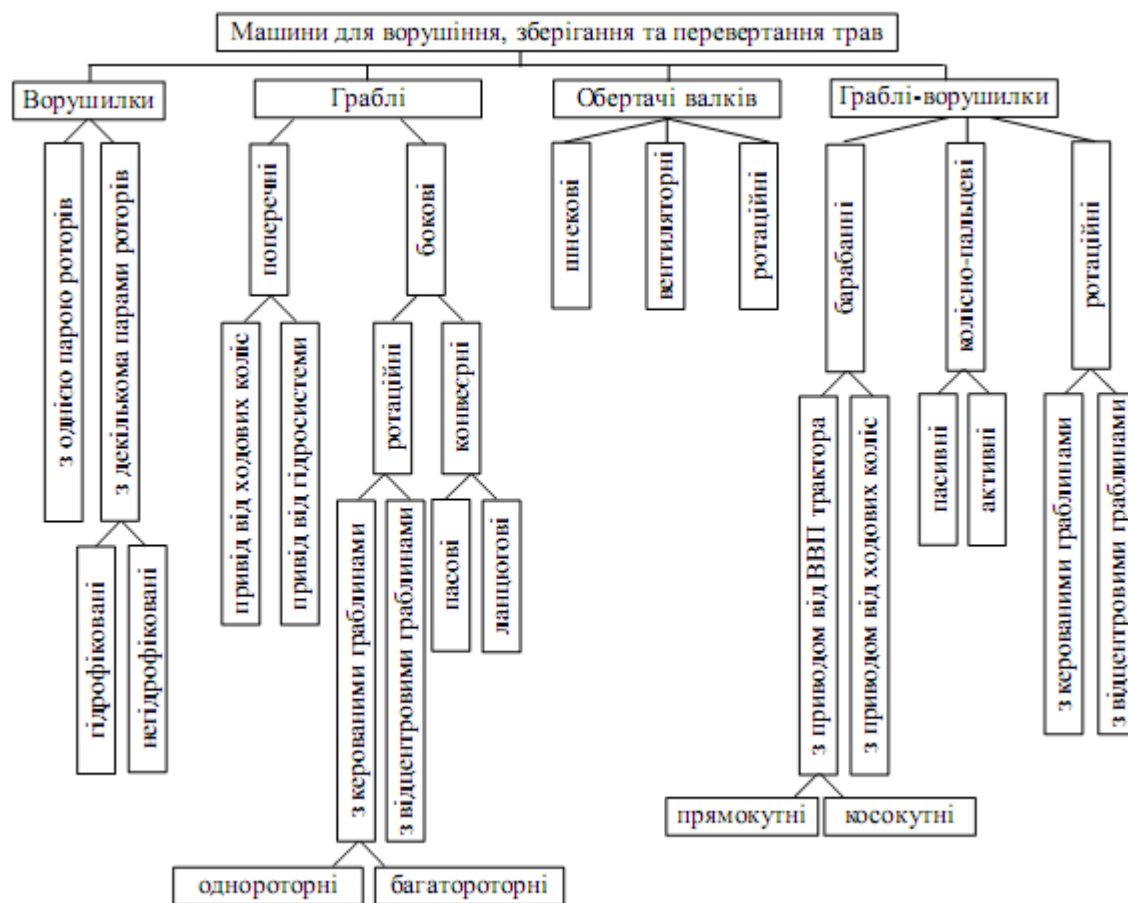 Машини для ворушіння, зберігання та перевертання трав
Ворушилки
Граблі
Обертачі валків
Граблі-ворушилки
з однією парою роторів
з декількома парами роторів
гідрофіковані
негідрофіковані
поперечні
бокові
привід від ходових коліс
привід від гідросистеми
ротаційні
конвеєрні
з керованими граблинами
з відцентровими граблинами
пасові
ланцюгові
однороторні
багатороторні
шнекові
вентиляторні
ротаційні
барабанні
колісно-пальцеві
ротаційні
з приводом від ВВП трактора
з приводом від ходових коліс
пасивні
активні
з керованими граблинами
з відцентровими граблинами
прямокутні
косокутні